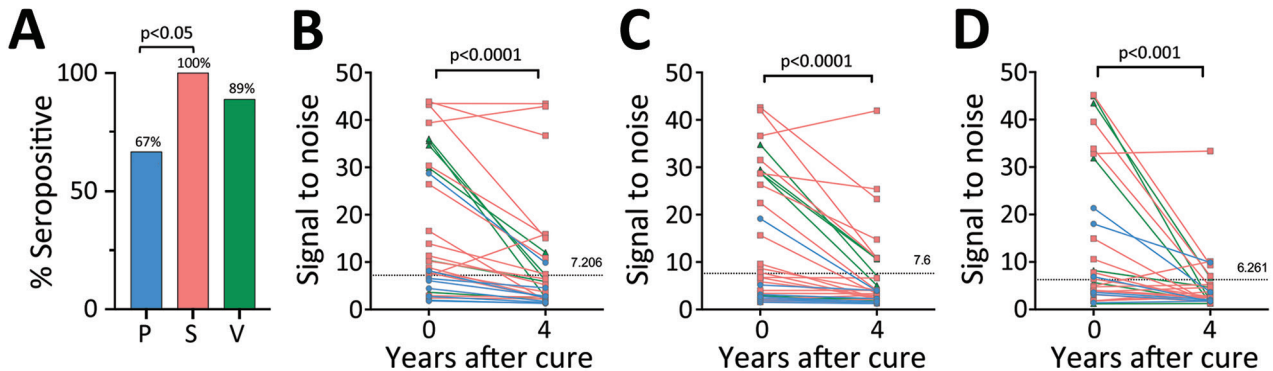 A
p<0.05
100%
89%
67%
100
50
0
% Seropositive
P S V
B
p<0.0001
50
40
30
20
10
0
Signal to noise
7.206
0 4
Years after cure
C
p<0.0001
50
40
30
20
10
0
Signal to noise
7.6
0 4
Years after cure
D
p<0.001
50
40
30
20
10
0
Signal to noise
6.261
0 4
Years after cure